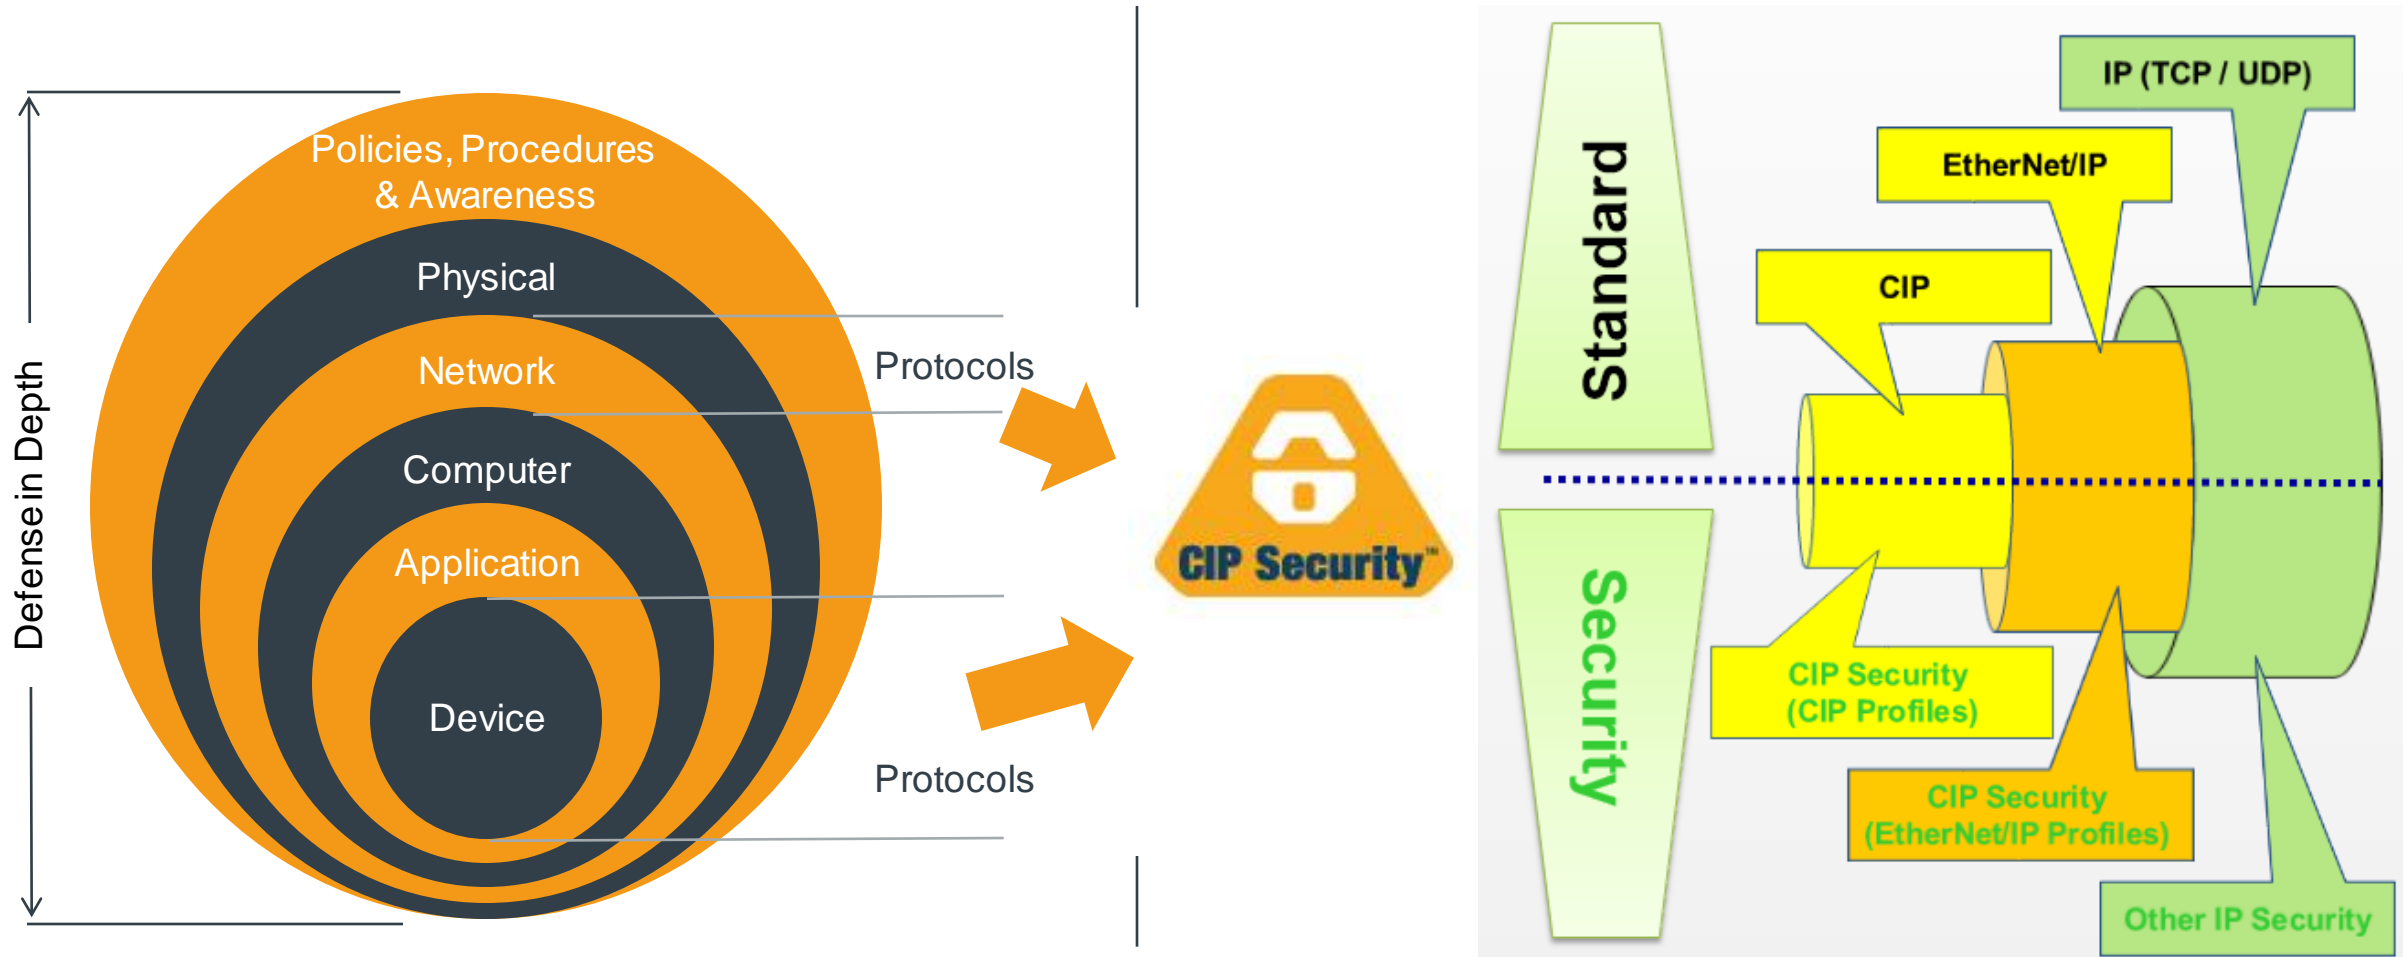 Defense in Depth
Policies, Procedures
& Awareness
Physical
Network
Computer
Application
Device
Protocols
Protocols
CIP Security™
Standard
Security
IP (TCP / UDP)
EtherNet/IP
CIP
CIP Security
(CIP Profiles)
CIP Security
(EtherNet/IP Profiles)
Other IP Security